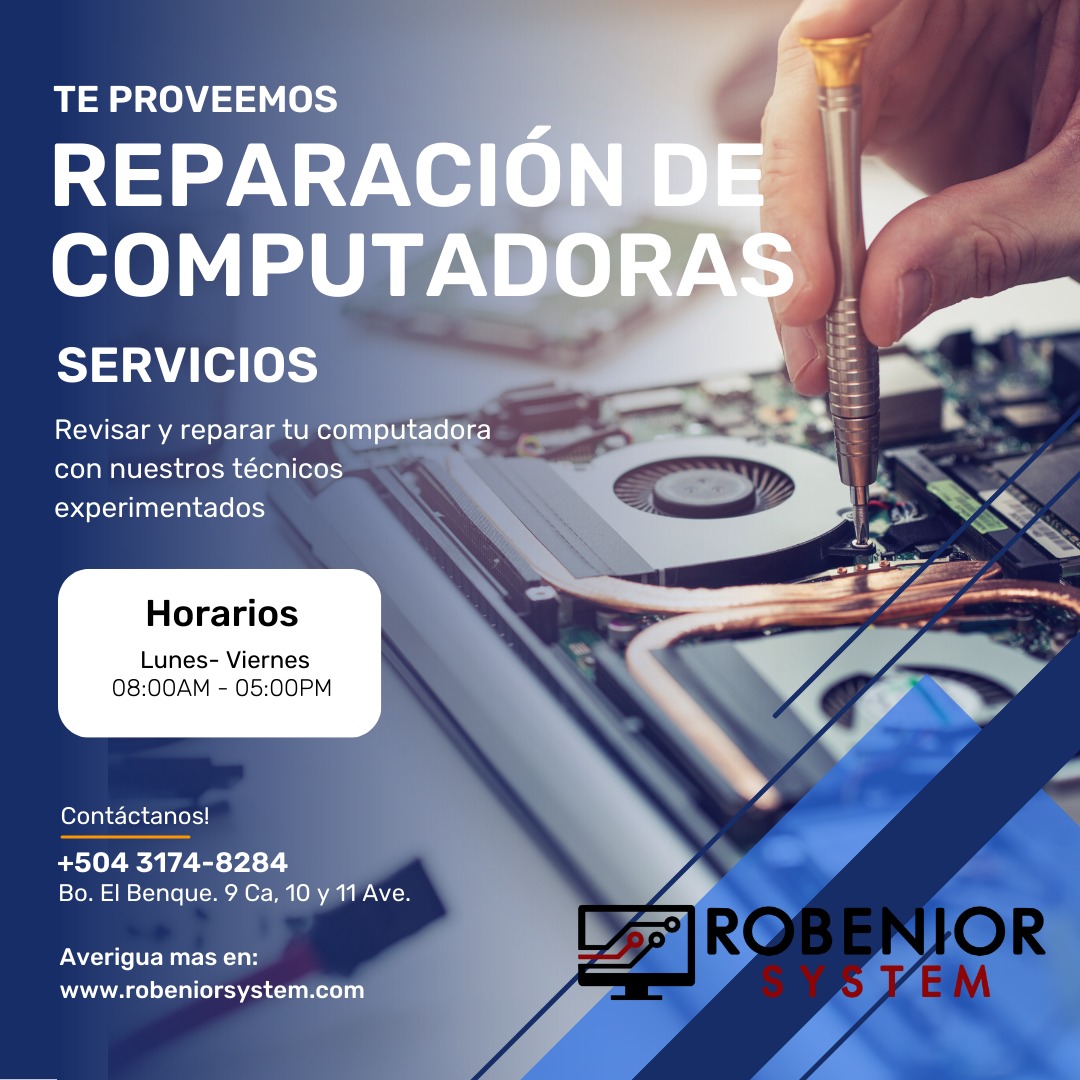 TE PROVEEMOS
REPARACIÓN DE
COMPUTADORAS
SERVICIOS
Revisar y reparar tu computadora
con nuestros técnicos
experimentados
Horarios
Lunes- Viernes
08:00AM - 05:00PM
Contáctanos!
+504 3174-8284
Bo. El Benque. 9 Ca, 10 y 11 Ave.
Averigua mas en:
www.robeniorsystem.com
ROBENIOR
SYSTEM